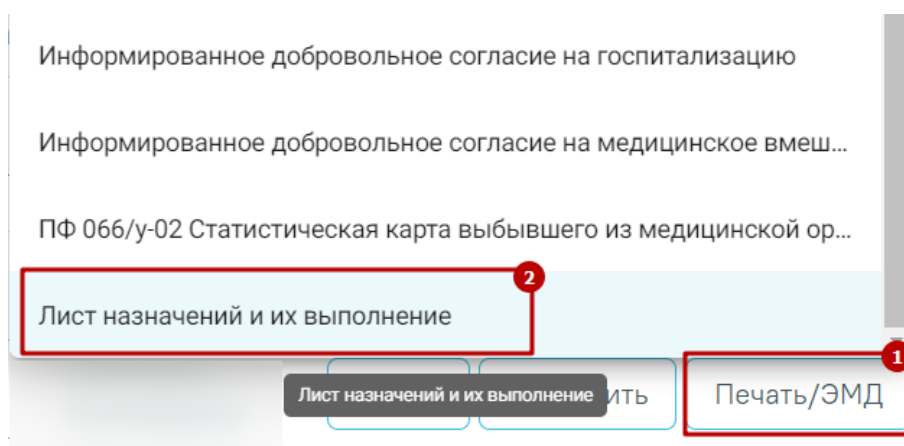 Информированное добровольное согласие на госпитализацию
Информированное добровольное согласие на медицинское вмеш...
ПФ 066/у-02 Статистическая карта выбывшего из медицинской ор...
2
Лист назначений и их выполнение
1
Лист назначений и их выполнение
ить
Печать/ЭМД